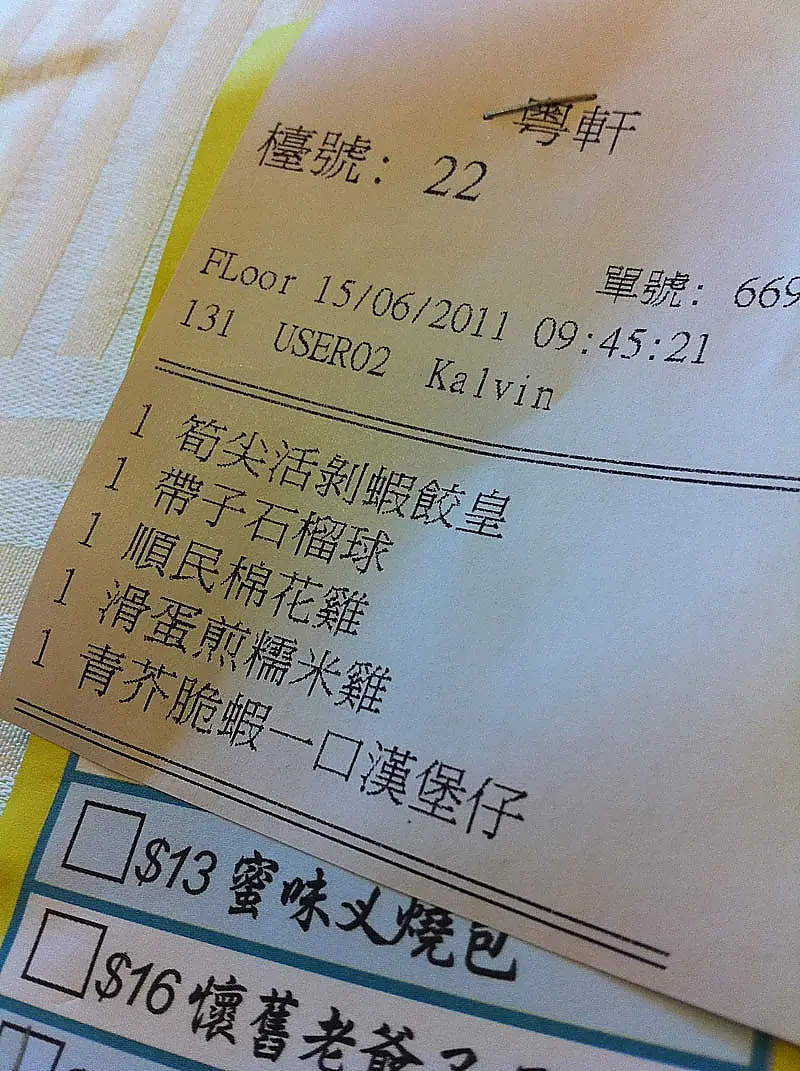 粵軒
檯號: 22
單號: 669
FLoor 15/06/2011 09:45:21
131 USER02 Kalvin
1 筍尖活剝蝦餃皇
1 帶子石榴球
1 順民棉花雞
1 滑蛋煎糯米雞
1 青芥脆蝦一口漢堡仔
$13 蜜味叉燒包
$16 懷舊老爺